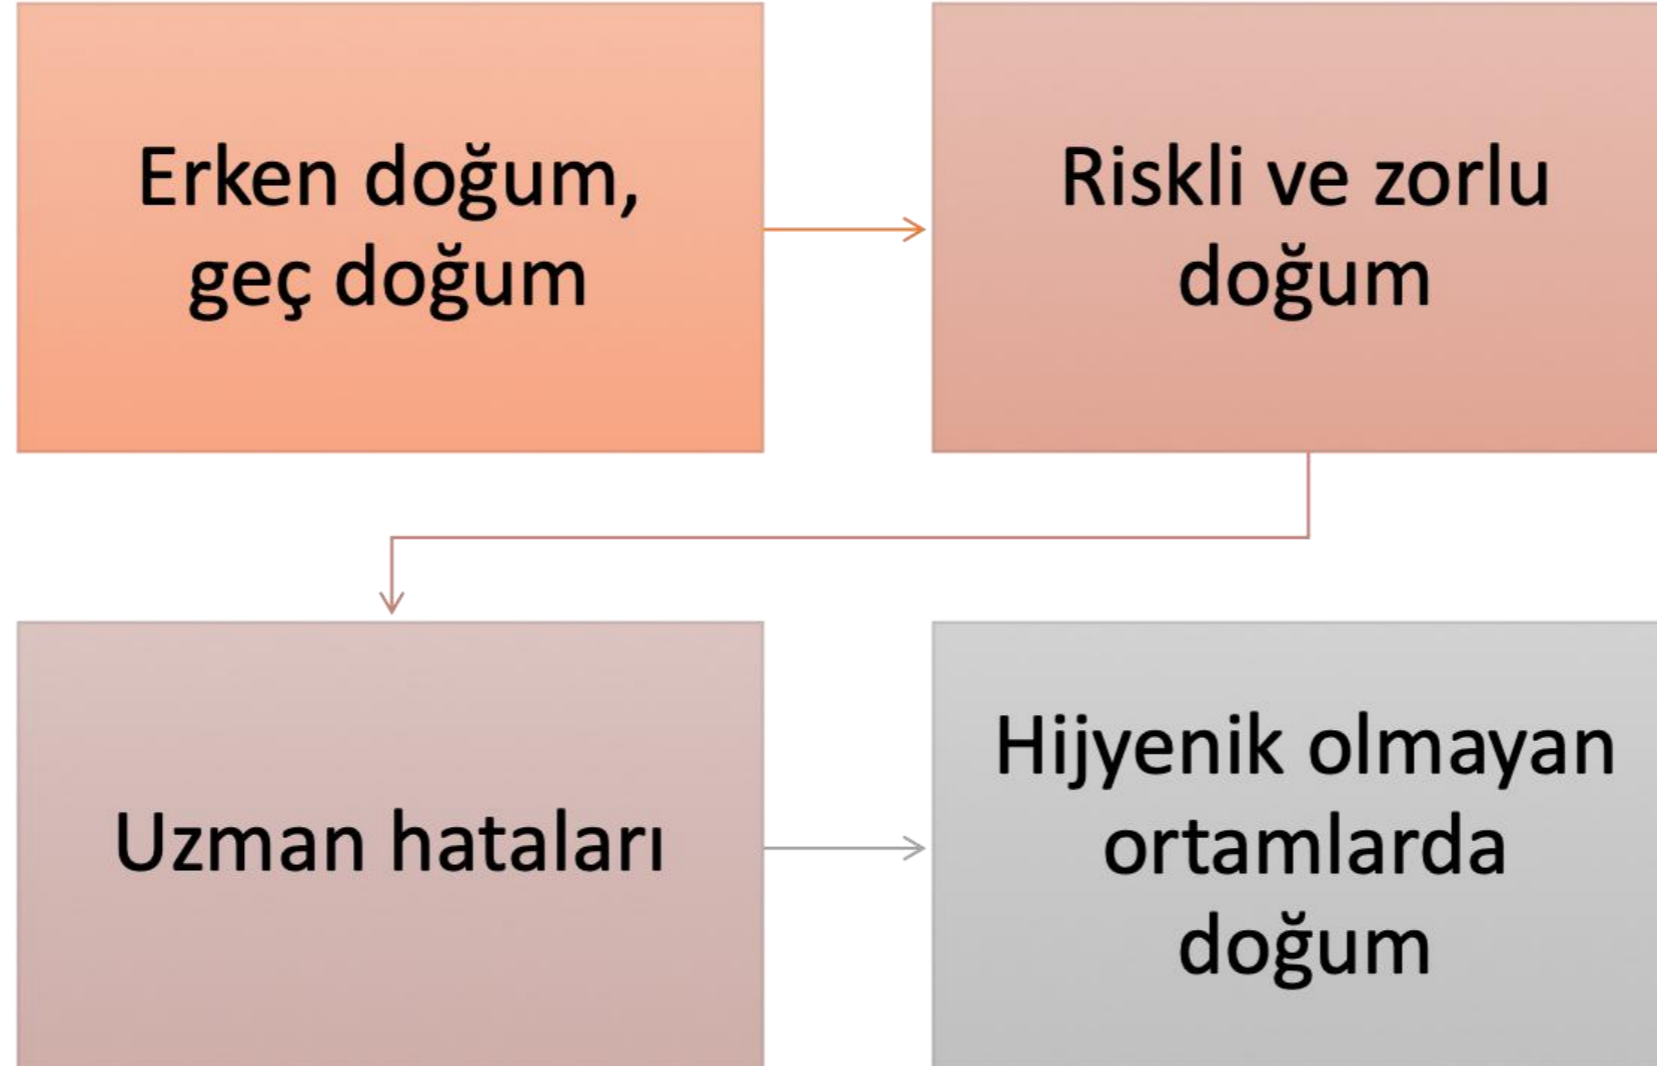 Erken doğum,
geç doğum
Riskli ve zorlu
doğum
Uzman hataları
Hijyenik olmayan
ortamlarda
doğum